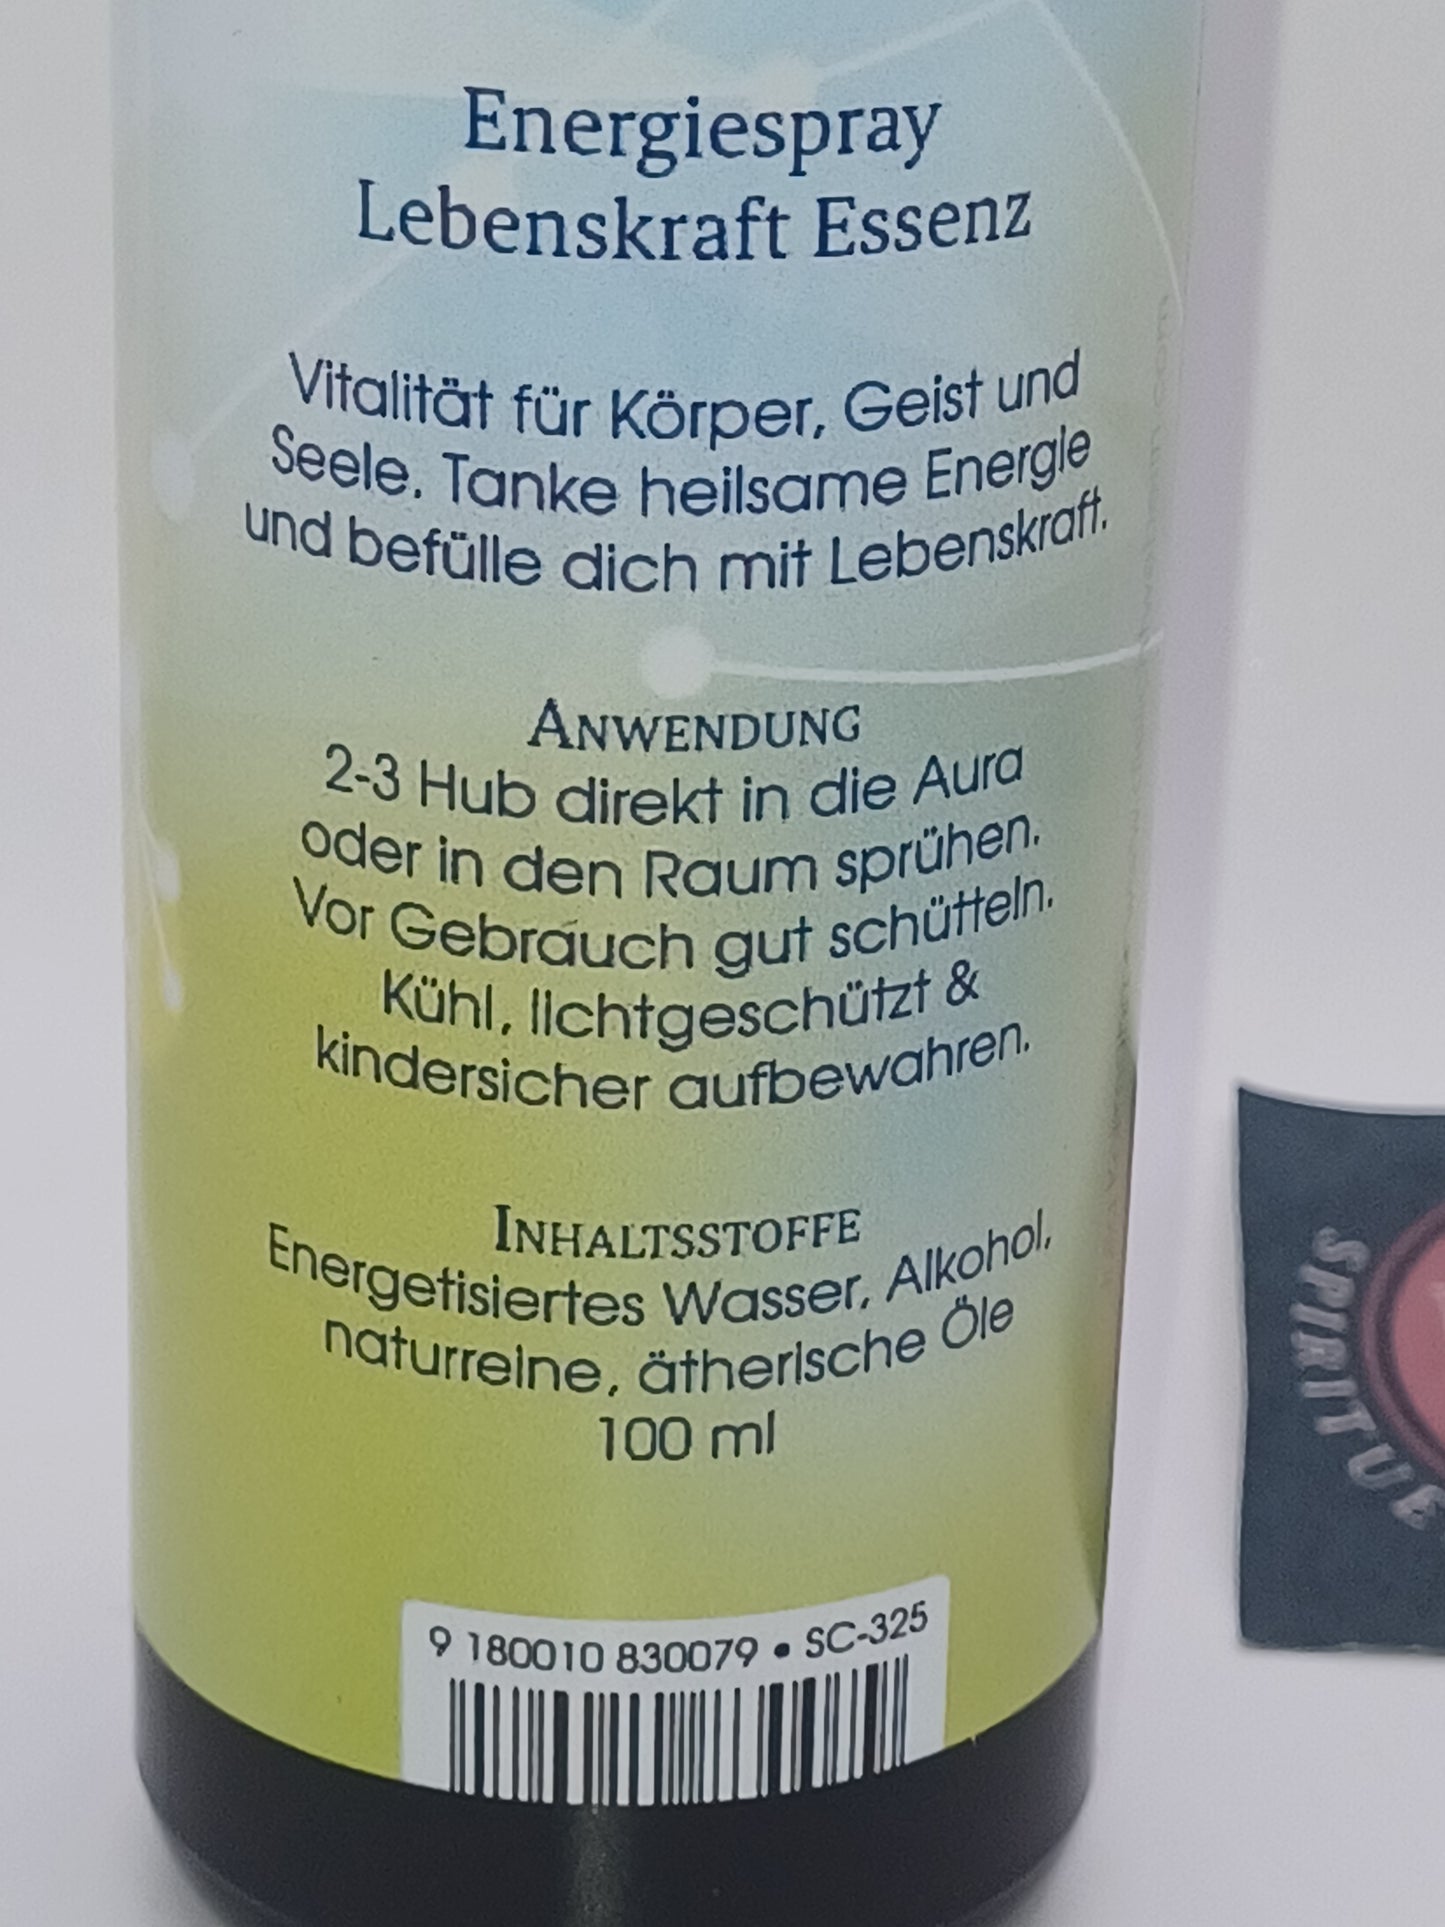 Energiespray
Lebenskraft Essenz
Vitalität für Körper, Geist und
Seele. Tanke heilsame Energie
und befülle dich mit Lebenskraft.
ANWENDUNG
2-3 Hub direkt in die Aura
oder in den Raum sprühen.
Vor Gebrauch gut schütteln.
Kühl, lichtgeschützt &
kindersicher aufbewahren.
INHALTSSTOFFE
Energetisiertes Wasser, Alkohol,
naturreine, ätherische Öle
100 ml
9 180010 830079 • SC-325